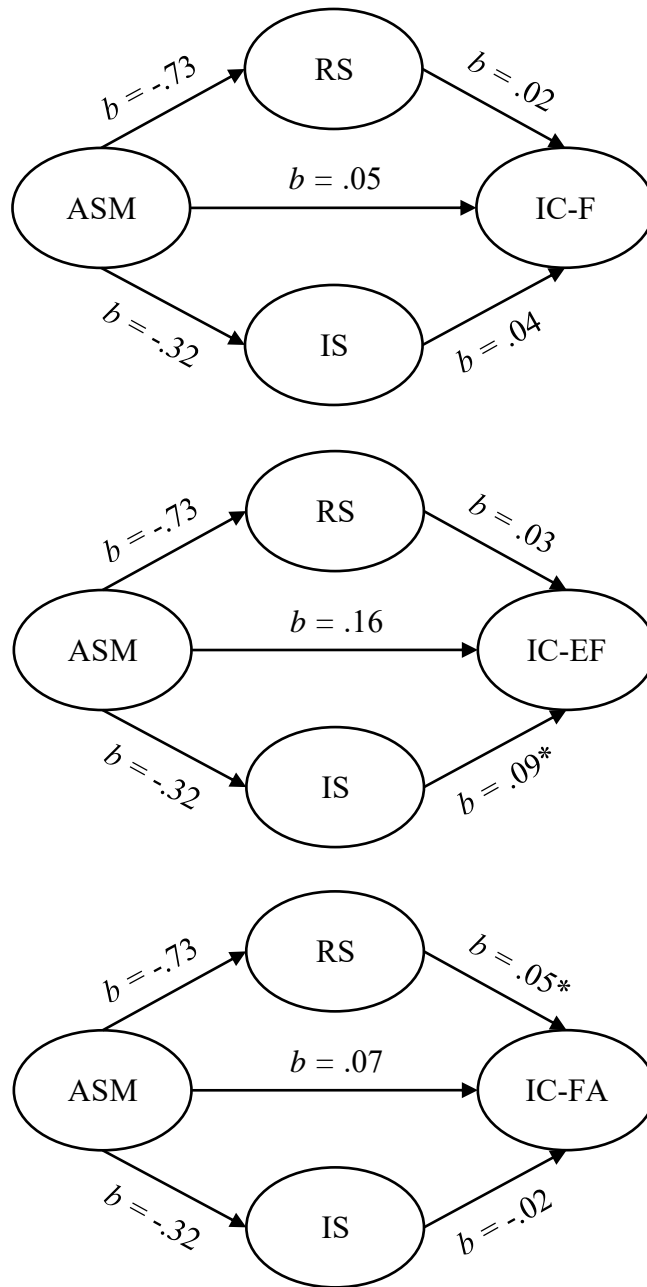 RS
b = -.73
b = .02
ASM
b = .05
IC-F
b = -.32
IS
b = .04
RS
b = -.73
b = .03
ASM
b = .16
IC-EF
b = -.32
IS
b = .09*
RS
b = -.73
b = .05*
ASM
b = .07
IC-FA
b = -.32
IS
b = -.02